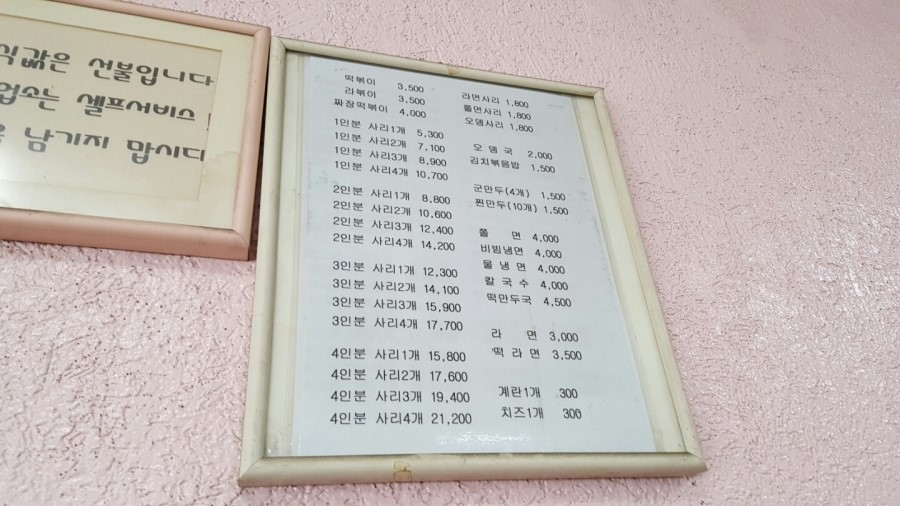 식값은 선불입니다
업소는 셀프서비스
남기지 맙시다
떡볶이 3,500
라볶이 3,500
짜장떡볶이 4,000
1인분 사리1개 5,300
1인분 사리2개 7,100
1인분 사리3개 8,900
1인분 사리4개 10,700
2인분 사리1개 8,800
2인분 사리2개 10,600
2인분 사리3개 12,400
2인분 사리4개 14,200
3인분 사리1개 12,300
3인분 사리2개 14,100
3인분 사리3개 15,900
3인분 사리4개 17,700
4인분 사리1개 15,800
4인분 사리2개 17,600
4인분 사리3개 19,400
4인분 사리4개 21,200
라면사리 1,800
쫄면사리 1,800
오뎅사리 1,800
오 뎅 국 2,000
김치볶음밥 1,500
군만두(4개) 1,500
찐만두(10개) 1,500
쫄 면 4,000
비빔냉면 4,000
물 냉 면 4,000
칼 국 수 4,000
떡만두국 4,500
라 면 3,000
떡 라 면 3,500
계란1개 300
치즈1개 300